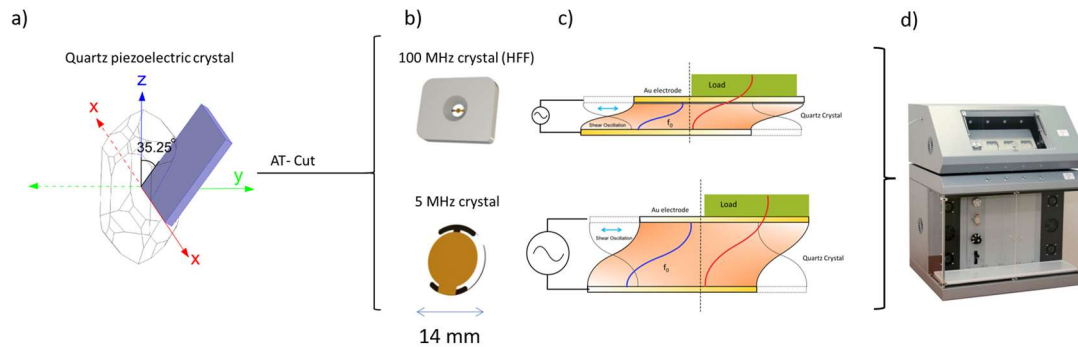 a)
Quartz piezoelectric crystal
z
x
35.25°
y
x
AT- Cut
b)
100 MHz crystal (HFF)
5 MHz crystal
14 mm
c)
Load
Au electrode
Shear Oscillation
f0
Quartz Crystal
Load
Au electrode
Shear Oscillation
f0
Quartz Crystal
d)